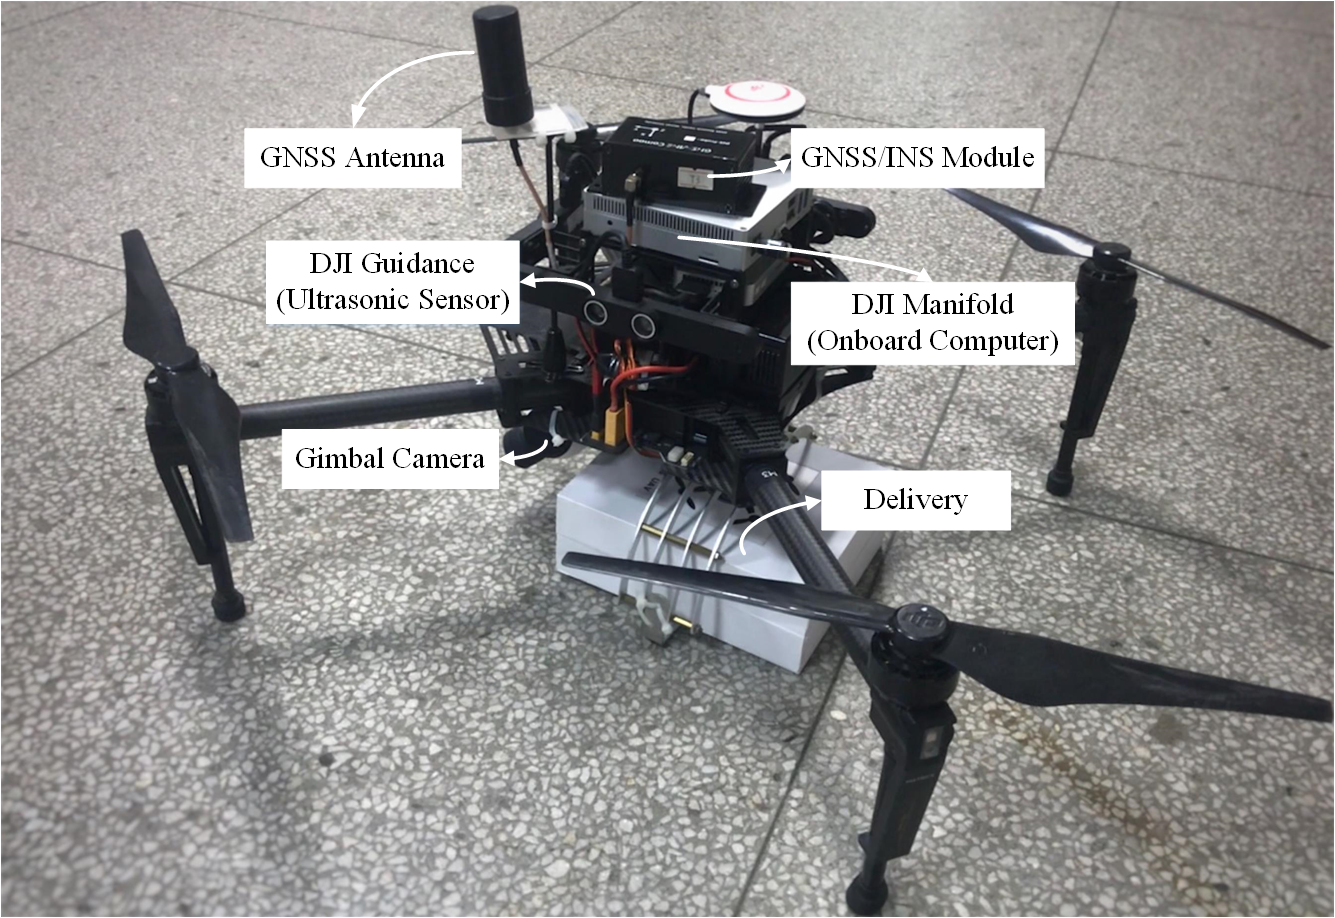 GNSS Antenna
GNSS/INS Module
DJI Guidance
(Ultrasonic Sensor)
DJI Manifold
(Onboard Computer)
Gimbal Camera
Delivery